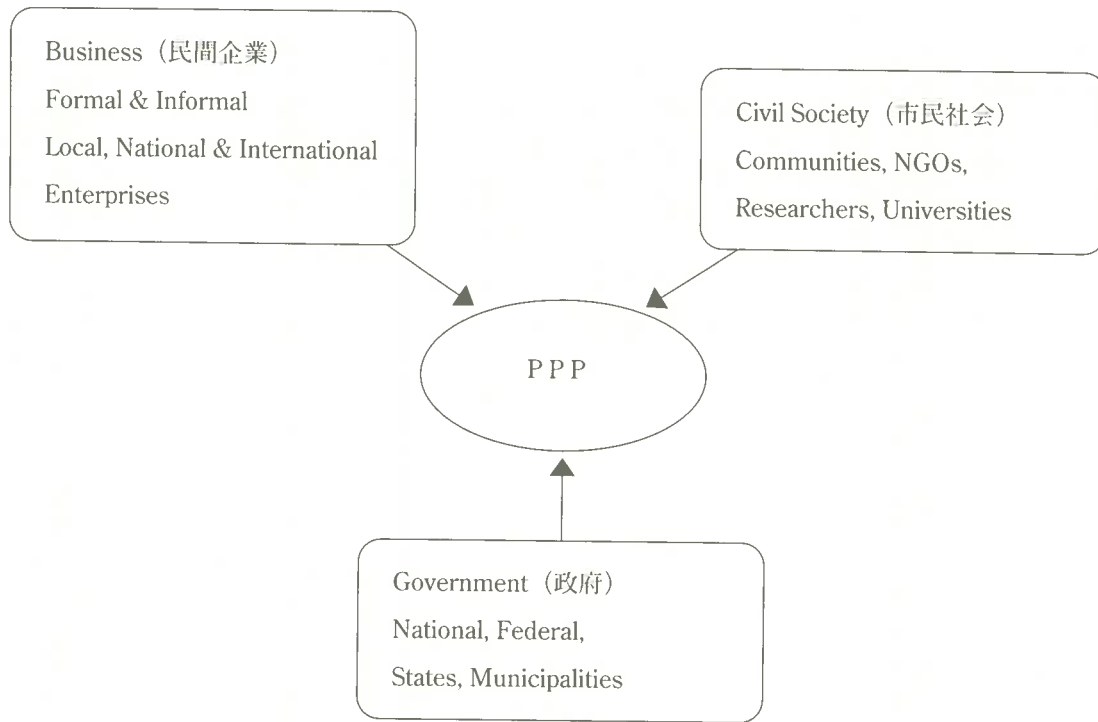 Business（民間企業）
Formal & Informal
Local, National & International
Enterprises
Civil Society（市民社会）
Communities, NGOs,
Researchers, Universities
P P P
Government（政府）
National, Federal,
States, Municipalities